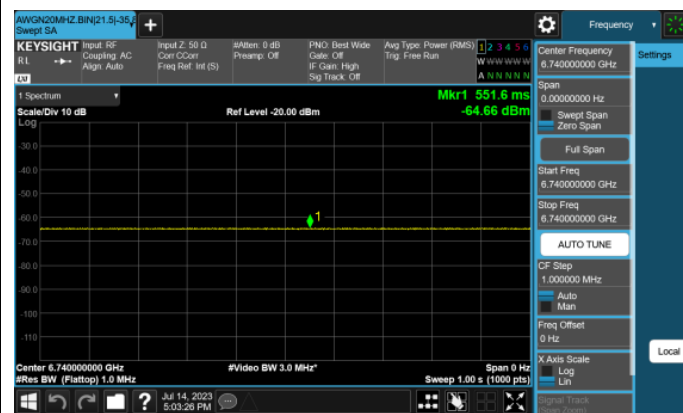 AWGN20MHZ.BIN|21.5|-35.8
Swept SA
Frequency
KEYSIGHT
RL
LXI
Input: RF
Coupling: AC
Align: Auto
Input Z: 50 Ω
Corr CCorr
Freq Ref: Int (S)
#Atten: 0 dB
Preamp: Off
PNO: Best Wide
Gate: Off
IF Gain: High
Sig Track: Off
Avg Type: Power (RMS)
Trig: Free Run
1 2 3 4 5 6
W W W W W W
A N N N N N
1 Spectrum
Scale/Div 10 dB
Log
Ref Level -20.00 dBm
Mkr1 551.6 ms
-64.66 dBm
-30.0
-40.0
-50.0
-60.0
-70.0
-80.0
-90.0
-100
-110
1
Center 6.740000000 GHz
#Res BW (Flattop) 1.0 MHz
#Video BW 3.0 MHz*
Span 0 Hz
Sweep 1.00 s (1000 pts)
Jul 14, 2023
5:03:26 PM
Center Frequency
6.740000000 GHz
Span
0.00000000 Hz
Swept Span
Zero Span
Full Span
Start Freq
6.740000000 GHz
Stop Freq
6.740000000 GHz
AUTO TUNE
CF Step
1.000000 MHz
Auto
Man
Freq Offset
0 Hz
X Axis Scale
Log
Lin
Signal Track
(Span Zoom)
Settings
Local